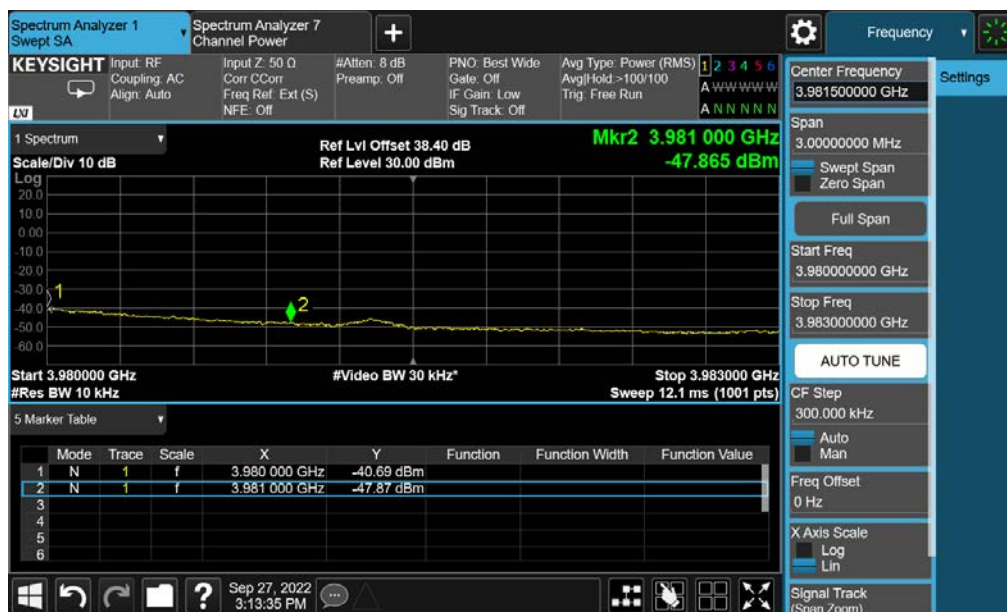 Spectrum Analyzer 1
Swept SA
Spectrum Analyzer 7
Channel Power
+
Frequency
KEYSIGHT
Input: RF
Coupling: AC
Align: Auto
LXI
Input Z: 50 Ω
Corr CCorr
Freq Ref: Ext (S)
NFE: Off
#Atten: 8 dB
Preamp: Off
PNO: Best Wide
Gate: Off
IF Gain: Low
Sig Track: Off
Avg Type: Power (RMS)
Avg|Hold:>100/100
Trig: Free Run
1 2 3 4 5 6
A W W W W W
A N N N N N
1 Spectrum
Scale/Div 10 dB
Ref Lvl Offset 38.40 dB
Ref Level 30.00 dBm
Mkr2 3.981 000 GHz
-47.865 dBm
Log
20.0
10.0
0.00
-10.0
-20.0
-30.0
-40.0
-50.0
-60.0
1
2
Start 3.980000 GHz
#Video BW 30 kHz*
Stop 3.983000 GHz
#Res BW 10 kHz
Sweep 12.1 ms (1001 pts)
5 Marker Table
Mode Trace Scale X Y Function Function Width Function Value
1 N 1 f 3.980 000 GHz -40.69 dBm
2 N 1 f 3.981 000 GHz -47.87 dBm
3
4
5
6
Center Frequency
3.981500000 GHz
Settings
Span
3.00000000 MHz
Swept Span
Zero Span
Full Span
Start Freq
3.980000000 GHz
Stop Freq
3.983000000 GHz
AUTO TUNE
CF Step
300.000 kHz
Auto
Man
Freq Offset
0 Hz
X Axis Scale
Log
Lin
Signal Track
(Span Zoom)
?
Sep 27, 2022
3:13:35 PM